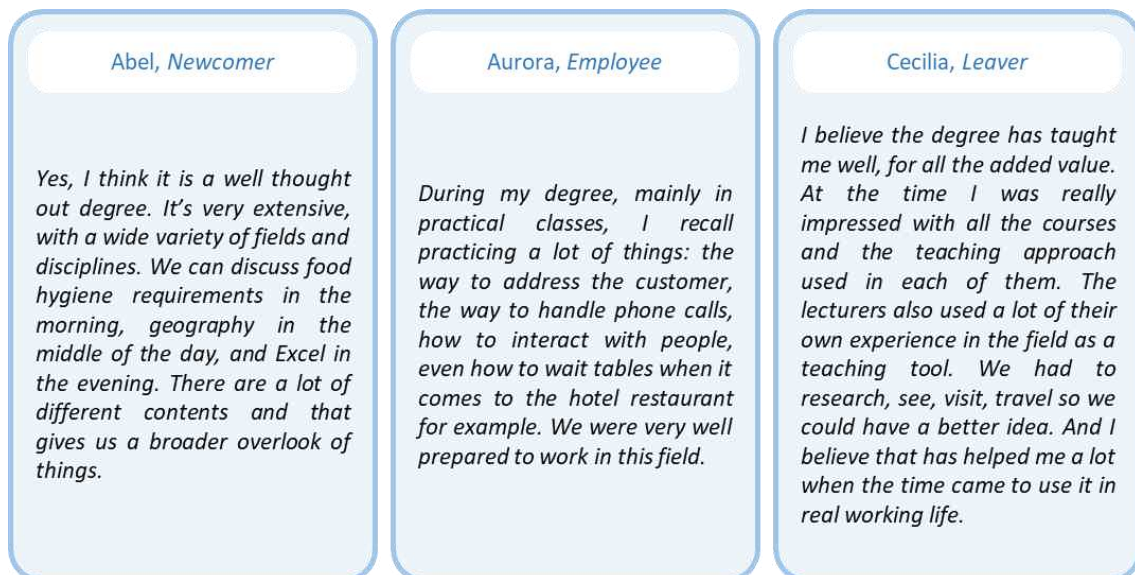 Abel, Newcomer
Yes, I think it is a well thought
out degree. It's very extensive,
with a wide variety of fields and
disciplines. We can discuss food
hygiene requirements in the
morning, geography in the
middle of the day, and Excel in
the evening. There are a lot of
different contents and that
gives us a broader overlook of
things.
Aurora, Employee
During my degree, mainly in
practical classes, I recall
practicing a lot of things: the
way to address the customer,
the way to handle phone calls,
how to interact with people,
even how to wait tables when it
comes to the hotel restaurant
for example. We were very well
prepared to work in this field.
Cecilia, Leaver
I believe the degree has taught
me well, for all the added value.
At the time I was really
impressed with all the courses
and the teaching approach
used in each of them. The
lecturers also used a lot of their
own experience in the field as a
teaching tool. We had to
research, see, visit, travel so we
could have a better idea. And I
believe that has helped me a lot
when the time came to use it in
real working life.